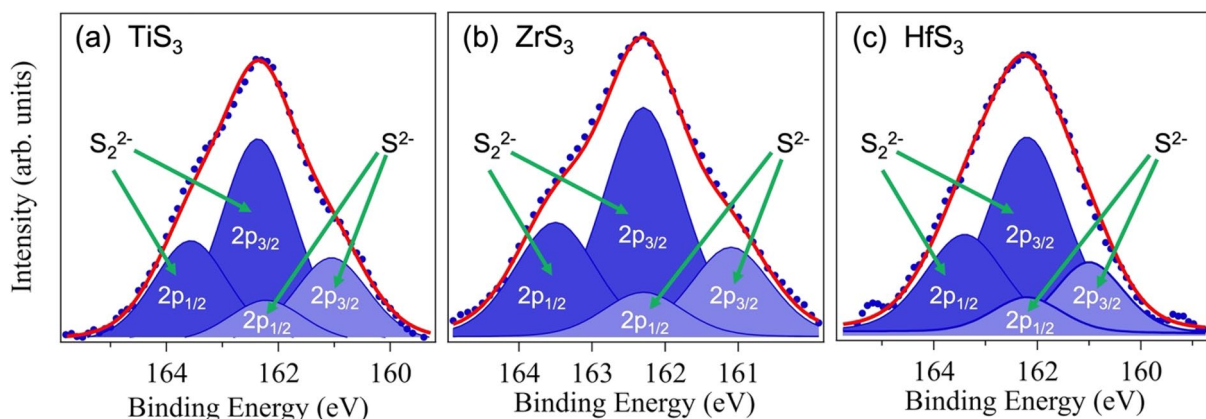 (a) TiS₃
S₂²⁻
S²⁻
2p₃/₂
2p₁/₂
2p₃/₂
2p₁/₂
164
162
160
Binding Energy (eV)
Intensity (arb. units)
(b) ZrS₃
S₂²⁻
S²⁻
2p₃/₂
2p₁/₂
2p₃/₂
2p₁/₂
164
163
162
161
Binding Energy (eV)
(c) HfS₃
S₂²⁻
S²⁻
2p₃/₂
2p₁/₂
2p₃/₂
2p₁/₂
164
162
160
Binding Energy (eV)